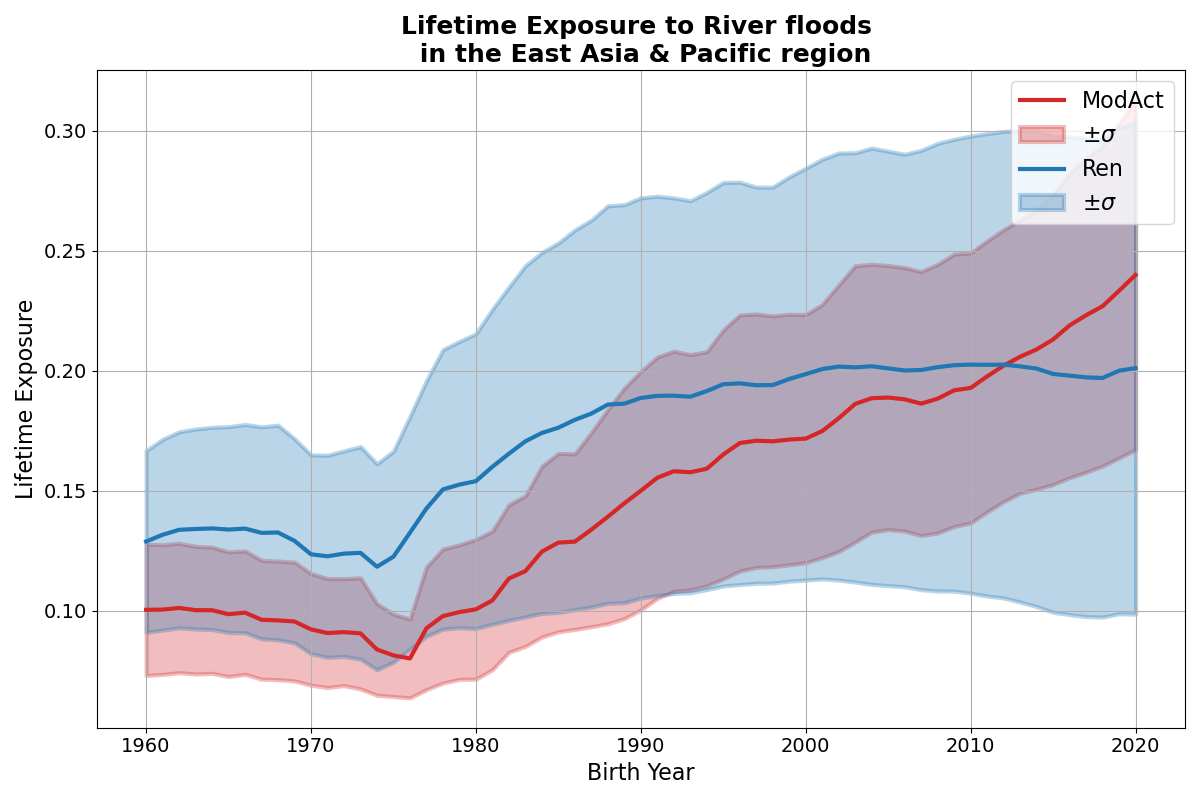 Lifetime Exposure to River floods
in the East Asia & Pacific region
ModAct
±σ
Ren
±σ
Lifetime Exposure
0.30
0.25
0.20
0.15
0.10
1960 1970 1980 1990 2000 2010 2020
Birth Year